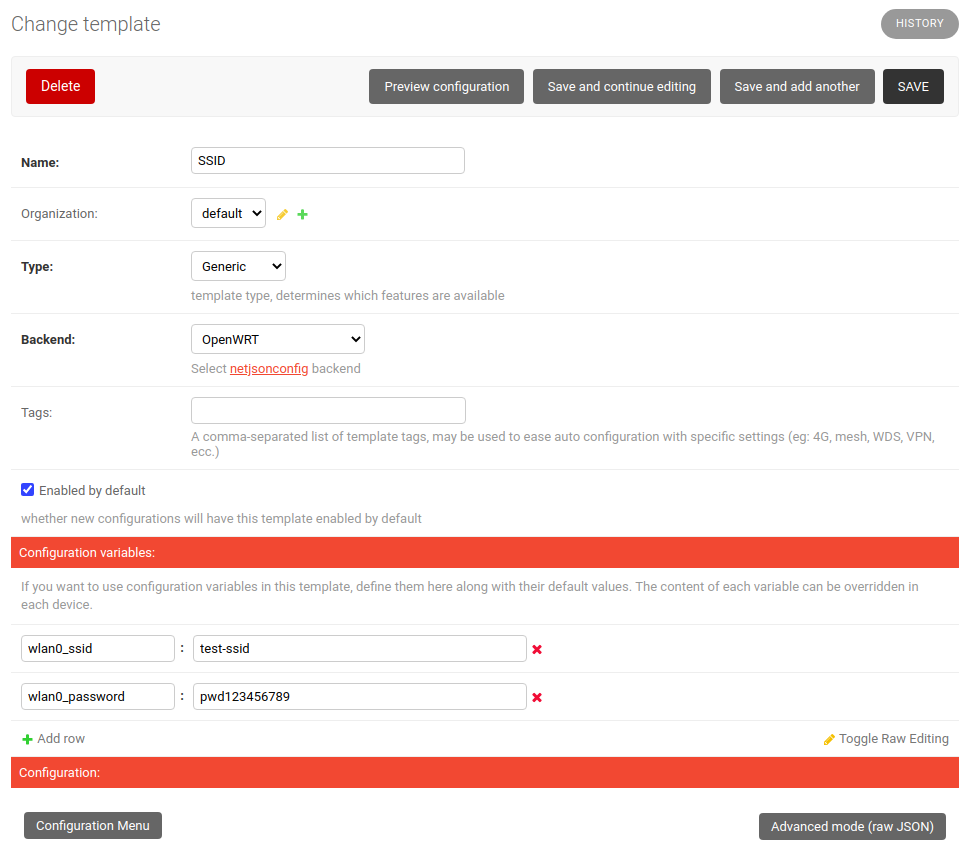 Change template
HISTORY
Delete
Preview configuration
Save and continue editing
Save and add another
SAVE
Name:
SSID
Organization:
default
Type:
Generic
template type, determines which features are available
Backend:
OpenWRT
Select netjsonconfig backend
Tags:
A comma-separated list of template tags, may be used to ease auto configuration with specific settings (eg: 4G, mesh, WDS, VPN,
ecc.)
Enabled by default
whether new configurations will have this template enabled by default
Configuration variables:
If you want to use configuration variables in this template, define them here along with their default values. The content of each variable can be overridden in
each device.
wlan0_ssid : test-ssid
wlan0_password : pwd123456789
Add row
Toggle Raw Editing
Configuration:
Configuration Menu
Advanced mode (raw JSON)